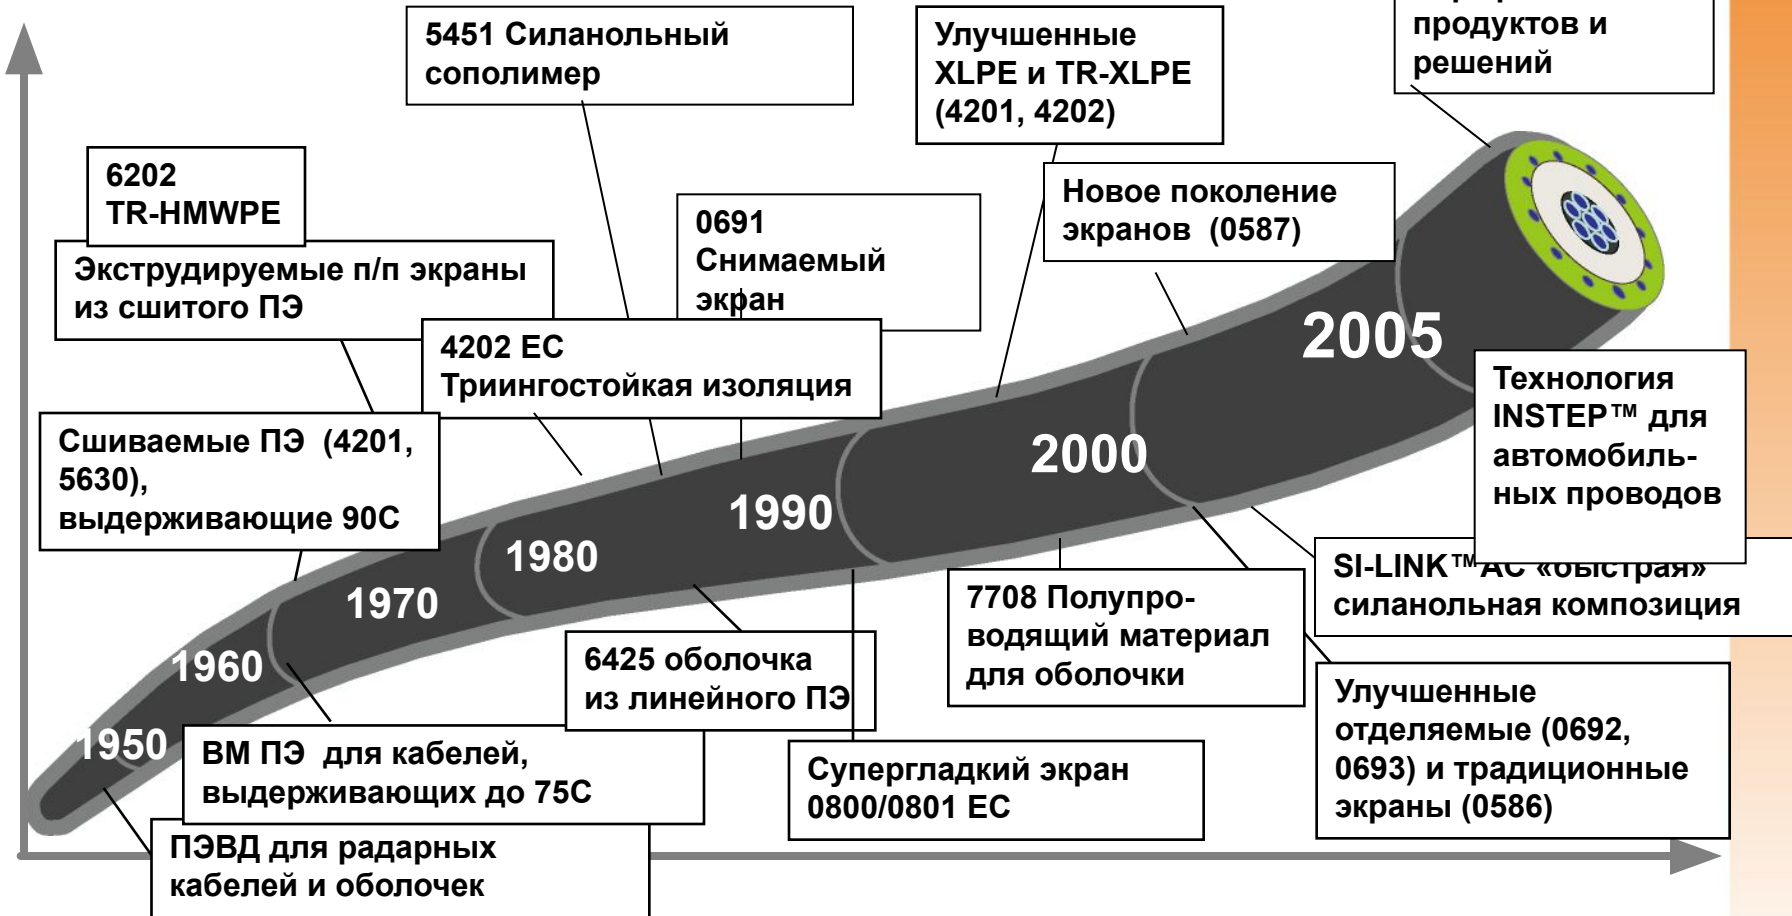 5451 Силанольный
сополимер
Улучшенные
XLPE и TR-XLPE
(4201, 4202)
продуктов и
решений
6202
TR-HMWPE
0691
Снимаемый
экран
Новое поколение
экранов (0587)
Экструдируемые п/п экраны
из сшитого ПЭ
4202 ЕС
Триингостойкая изоляция
Сшиваемые ПЭ (4201,
5630),
выдерживающие 90С
Технология
INSTEP™ для
автомобиль-
ных проводов
2005
2000
1990
1980
1970
1960
1950
SI-LINK™АС «быстрая»
силанольная композиция
7708 Полупро-
водящий материал
для оболочки
6425 оболочка
из линейного ПЭ
Улучшенные
отделяемые (0692,
0693) и традиционные
экраны (0586)
ВМ ПЭ для кабелей,
выдерживающих до 75С
Супергладкий экран
0800/0801 ЕС
ПЭВД для радарных
кабелей и оболочек